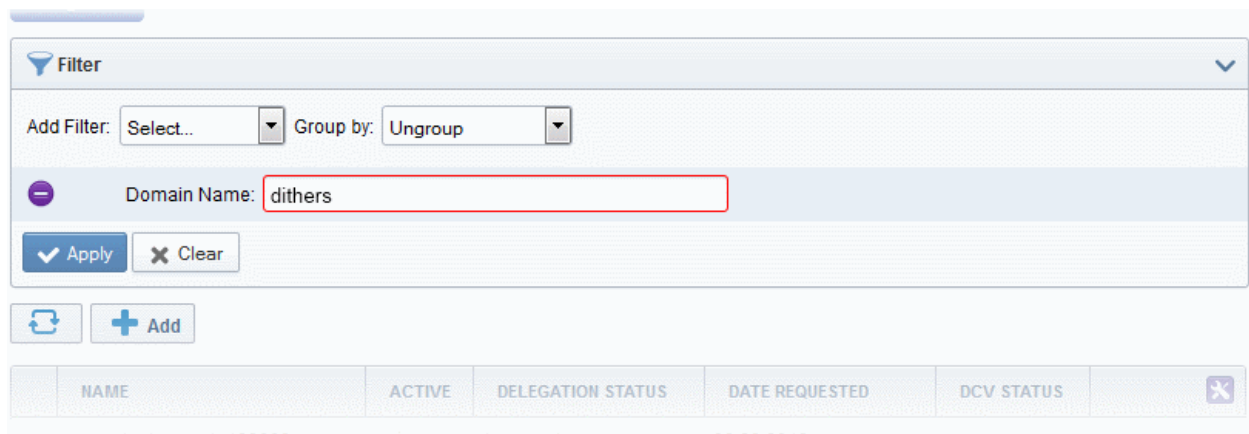 Filter
Add Filter: Select... Group by: Ungroup
Domain Name: dithers
Apply Clear
Add
NAME ACTIVE DELEGATION STATUS DATE REQUESTED DCV STATUS